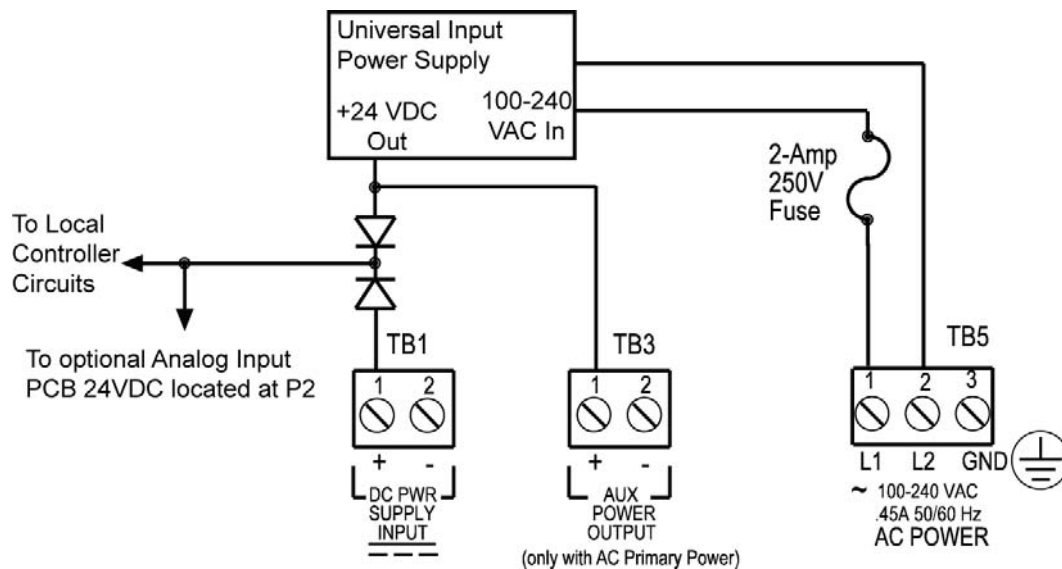 Universal Input
Power Supply
+24 VDC
Out
100-240
VAC In
2-Amp
250V
Fuse
To Local
Controller
Circuits
To optional Analog Input
PCB 24VDC located at P2
TB1
1 2
+ -
DC PWR
SUPPLY
INPUT
TB3
1 2
+ -
AUX
POWER
OUTPUT
(only with AC Primary Power)
TB5
1 2 3
L1 L2 GND
~ 100-240 VAC
.45A 50/60 Hz
AC POWER